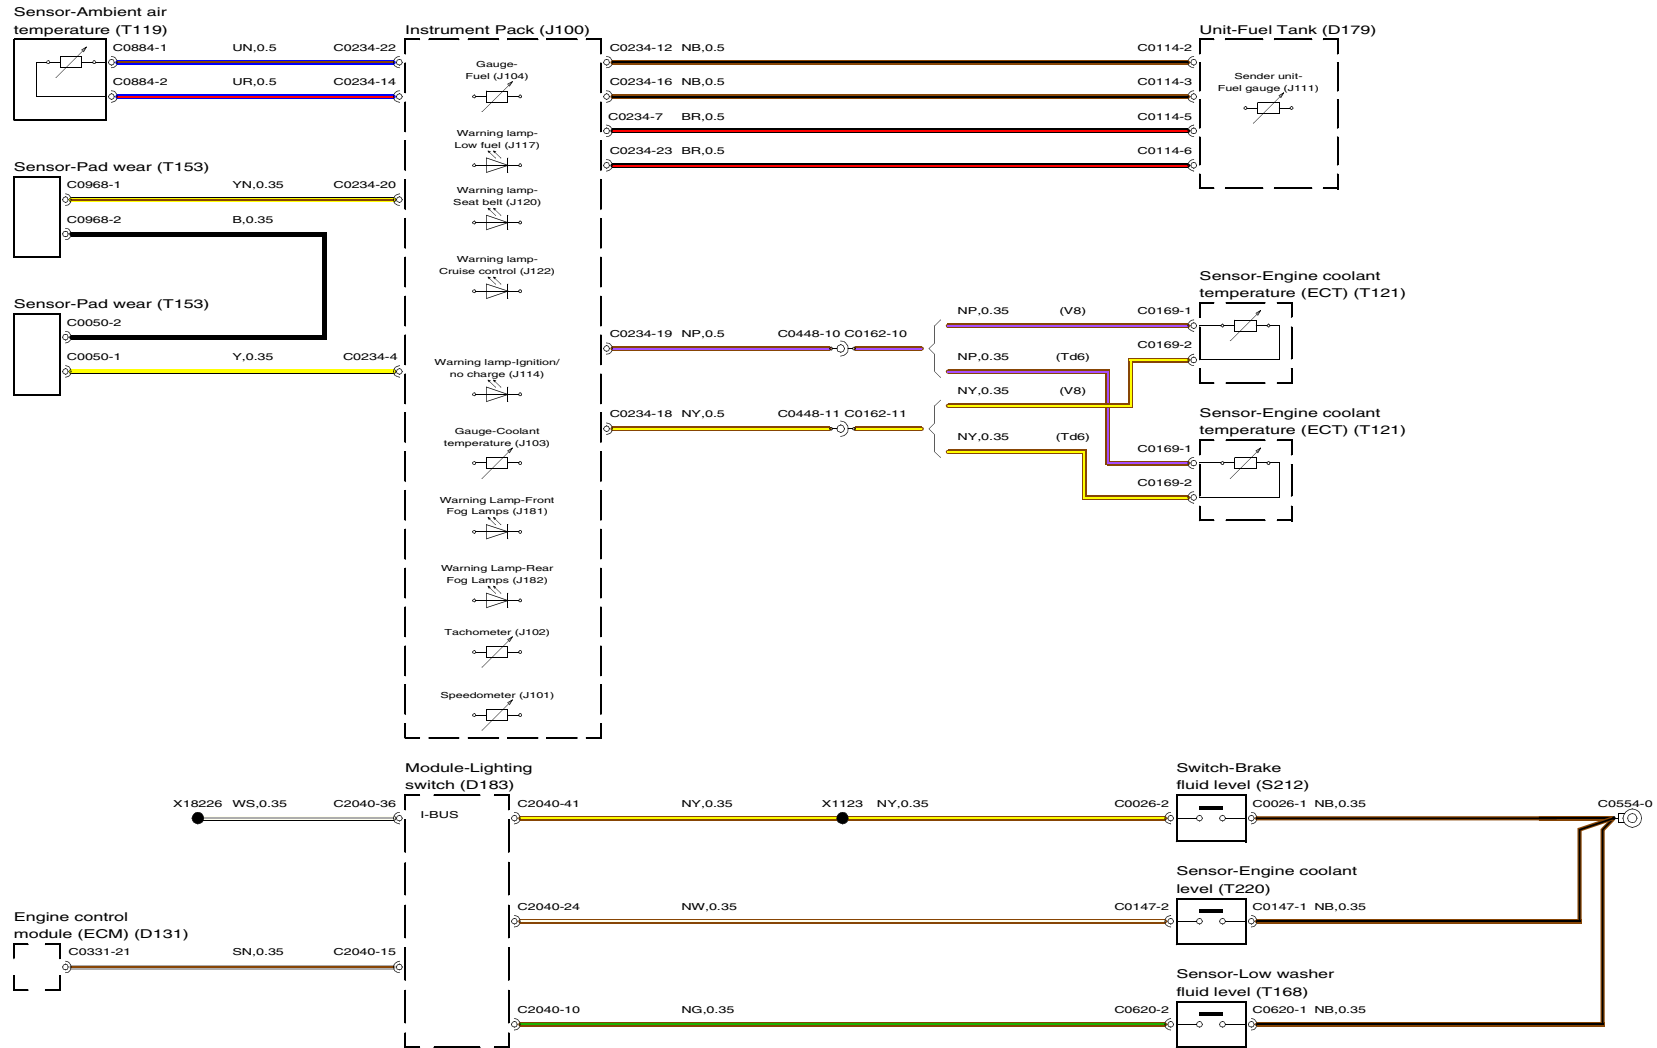 Sensor-Ambient air
temperature (T119)
C0884-1 UN,0.5 C0234-22
C0884-2 UR,0.5 C0234-14
Sensor-Pad wear (T153)
C0968-1 YN,0.35 C0234-20
C0968-2 B,0.35
Sensor-Pad wear (T153)
C0050-2
C0050-1 Y,0.35 C0234-4
Instrument Pack (J100)
Gauge-
Fuel (J104)
Warning lamp-
Low fuel (J117)
Warning lamp-
Seat belt (J120)
Warning lamp-
Cruise control (J122)
Warning lamp-Ignition/
no charge (J114)
Gauge-Coolant
temperature (J103)
Warning Lamp-Front
Fog Lamps (J181)
Warning Lamp-Rear
Fog Lamps (J182)
Tachometer (J102)
Speedometer (J101)
C0234-12 NB,0.5 C0114-2
C0234-16 NB,0.5 C0114-3
C0234-7 BR,0.5 C0114-5
C0234-23 BR,0.5 C0114-6
Unit-Fuel Tank (D179)
Sender unit-
Fuel gauge (J111)
C0234-19 NP,0.5 C0448-10 C0162-10
NP,0.35 (V8) C0169-1
C0169-2
NP,0.35 (Td6)
NY,0.35 (V8)
C0234-18 NY,0.5 C0448-11 C0162-11
NY,0.35 (Td6)
C0169-1
C0169-2
Sensor-Engine coolant
temperature (ECT) (T121)
Sensor-Engine coolant
temperature (ECT) (T121)
Module-Lighting
switch (D183)
X18226 WS,0.35 C2040-36
I-BUS
C2040-41 NY,0.35 X1123 NY,0.35 C0026-2
Switch-Brake
fluid level (S212)
C0026-1 NB,0.35
C0554-0
C2040-24 NW,0.35 C0147-2
Sensor-Engine coolant
level (T220)
C0147-1 NB,0.35
Engine control
module (ECM) (D131)
C0331-21 SN,0.35 C2040-15
C2040-10 NG,0.35 C0620-2
Sensor-Low washer
fluid level (T168)
C0620-1 NB,0.35